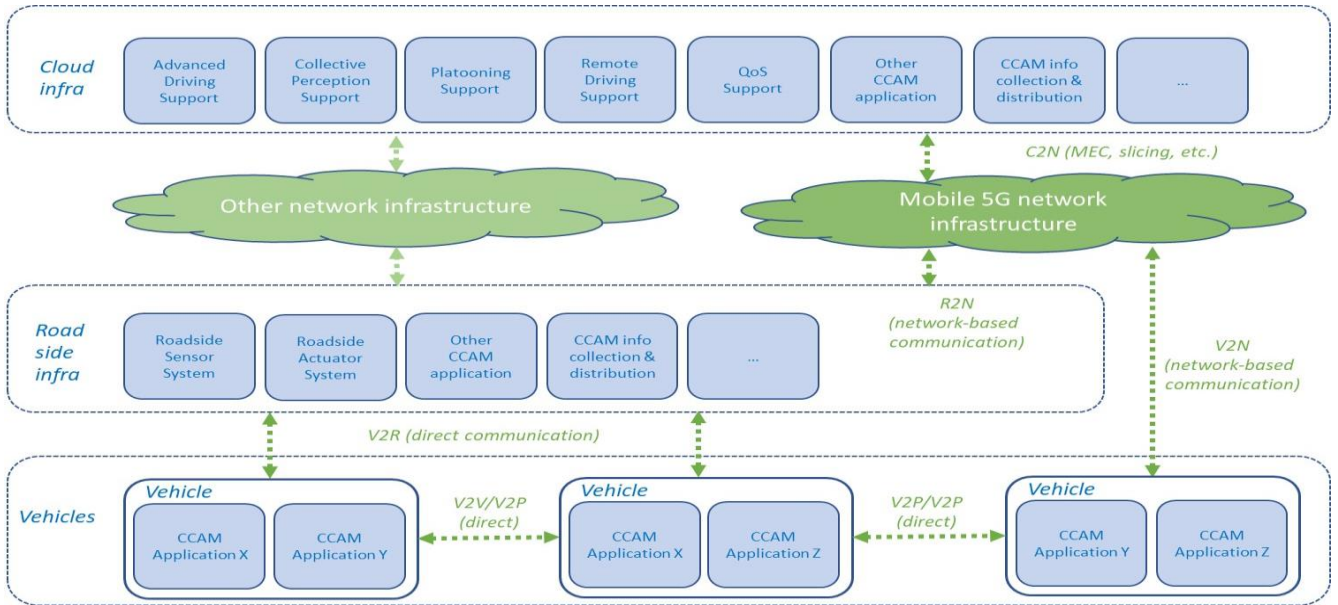 Cloud
infra
Advanced
Driving
Support
Collective
Perception
Support
Platooning
Support
Remote
Driving
Support
QoS
Support
Other
CCAM
application
CCAM info
collection &
distribution
...
C2N (MEC, slicing, etc.)
Other network infrastructure
Mobile 5G network
infrastructure
Road
side
infra
Roadside
Sensor
System
Roadside
Actuator
System
Other
CCAM
application
CCAM info
collection &
distribution
...
R2N
(network-based
communication)
V2N
(network-based
communication)
V2R (direct communication)
Vehicles
Vehicle
CCAM
Application X
CCAM
Application Y
V2V/V2P
(direct)
Vehicle
CCAM
Application X
CCAM
Application Z
V2P/V2P
(direct)
Vehicle
CCAM
Application Y
CCAM
Application Z